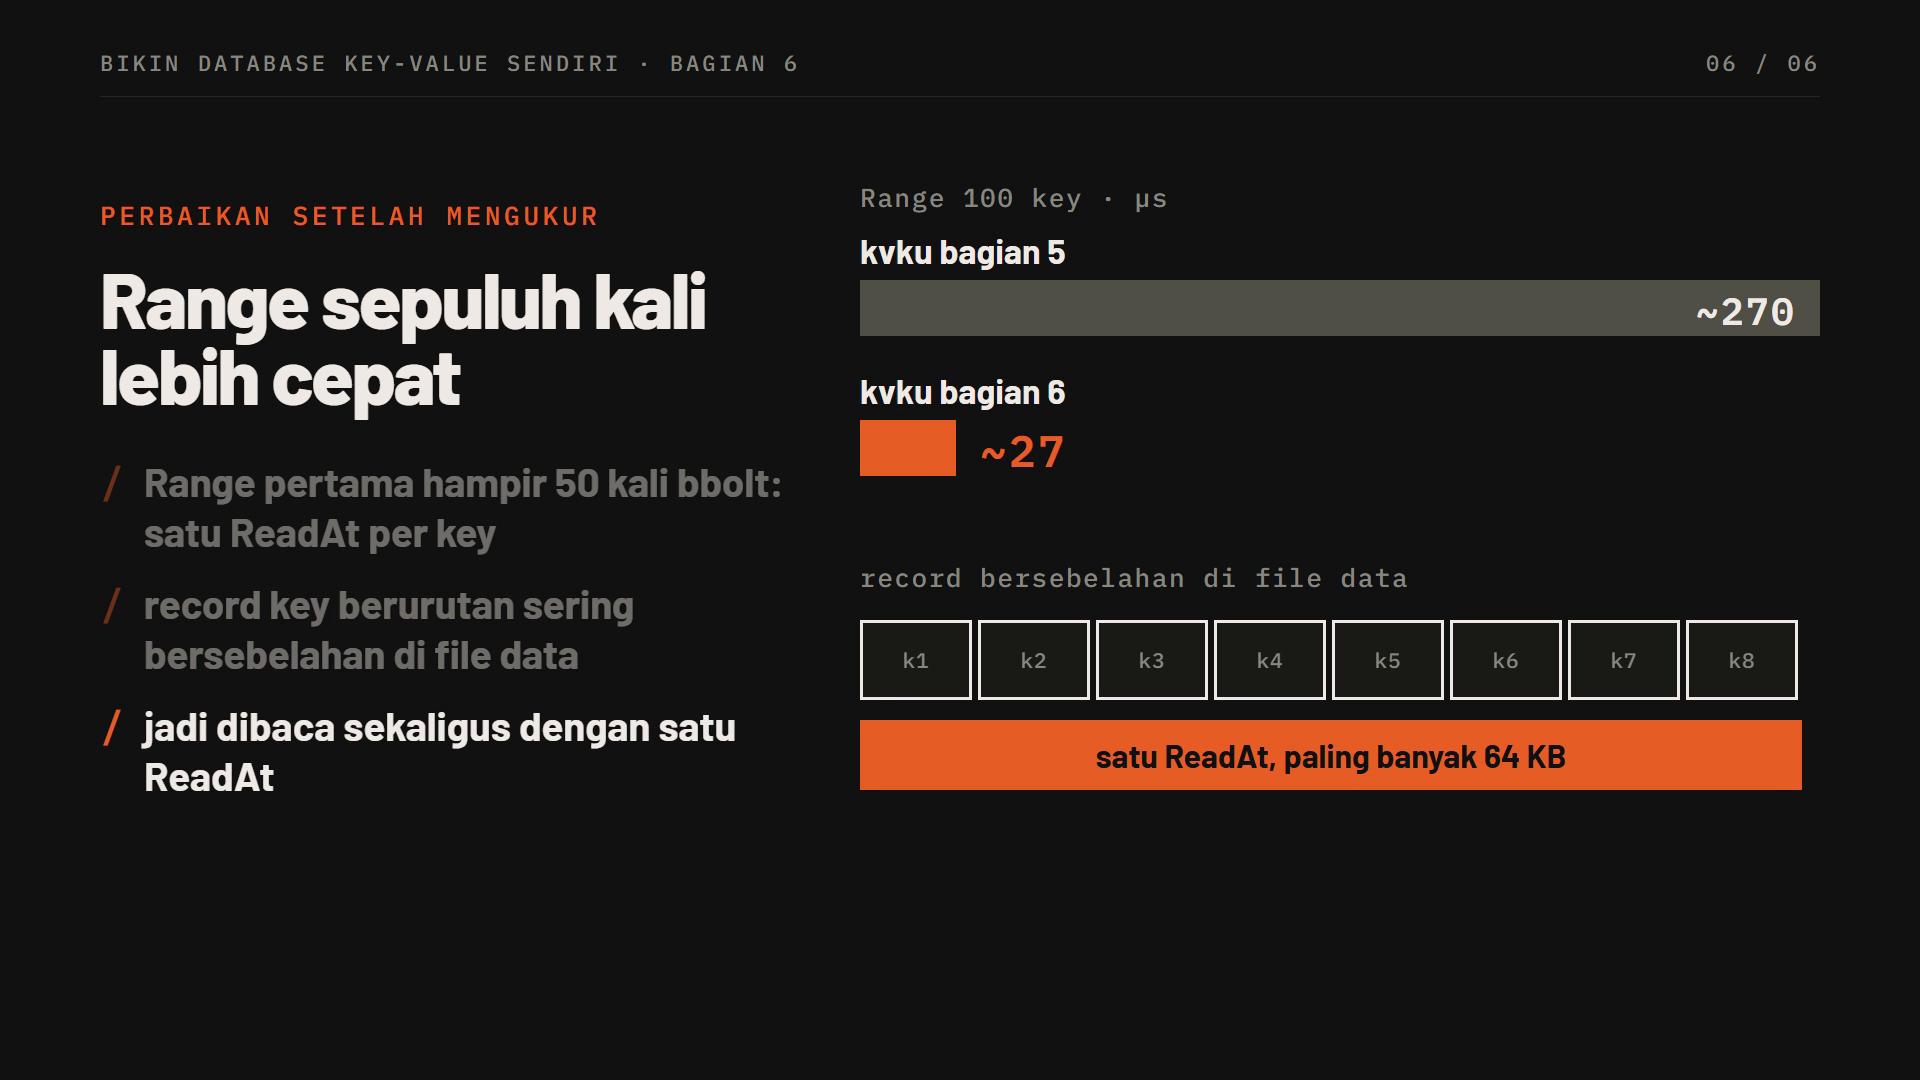 BIKIN DATABASE KEY-VALUE SENDIRI · BAGIAN 6
06 / 06
PERBAIKAN SETELAH MENGUKUR
Range sepuluh kali
lebih cepat
/ Range pertama hampir 50 kali bbolt:
satu ReadAt per key
/ record key berurutan sering
bersebelahan di file data
/ jadi dibaca sekaligus dengan satu
ReadAt
Range 100 key · µs
kvku bagian 5
~270
kvku bagian 6
~27
record bersebelahan di file data
k1 k2 k3 k4 k5 k6 k7 k8
satu ReadAt, paling banyak 64 KB